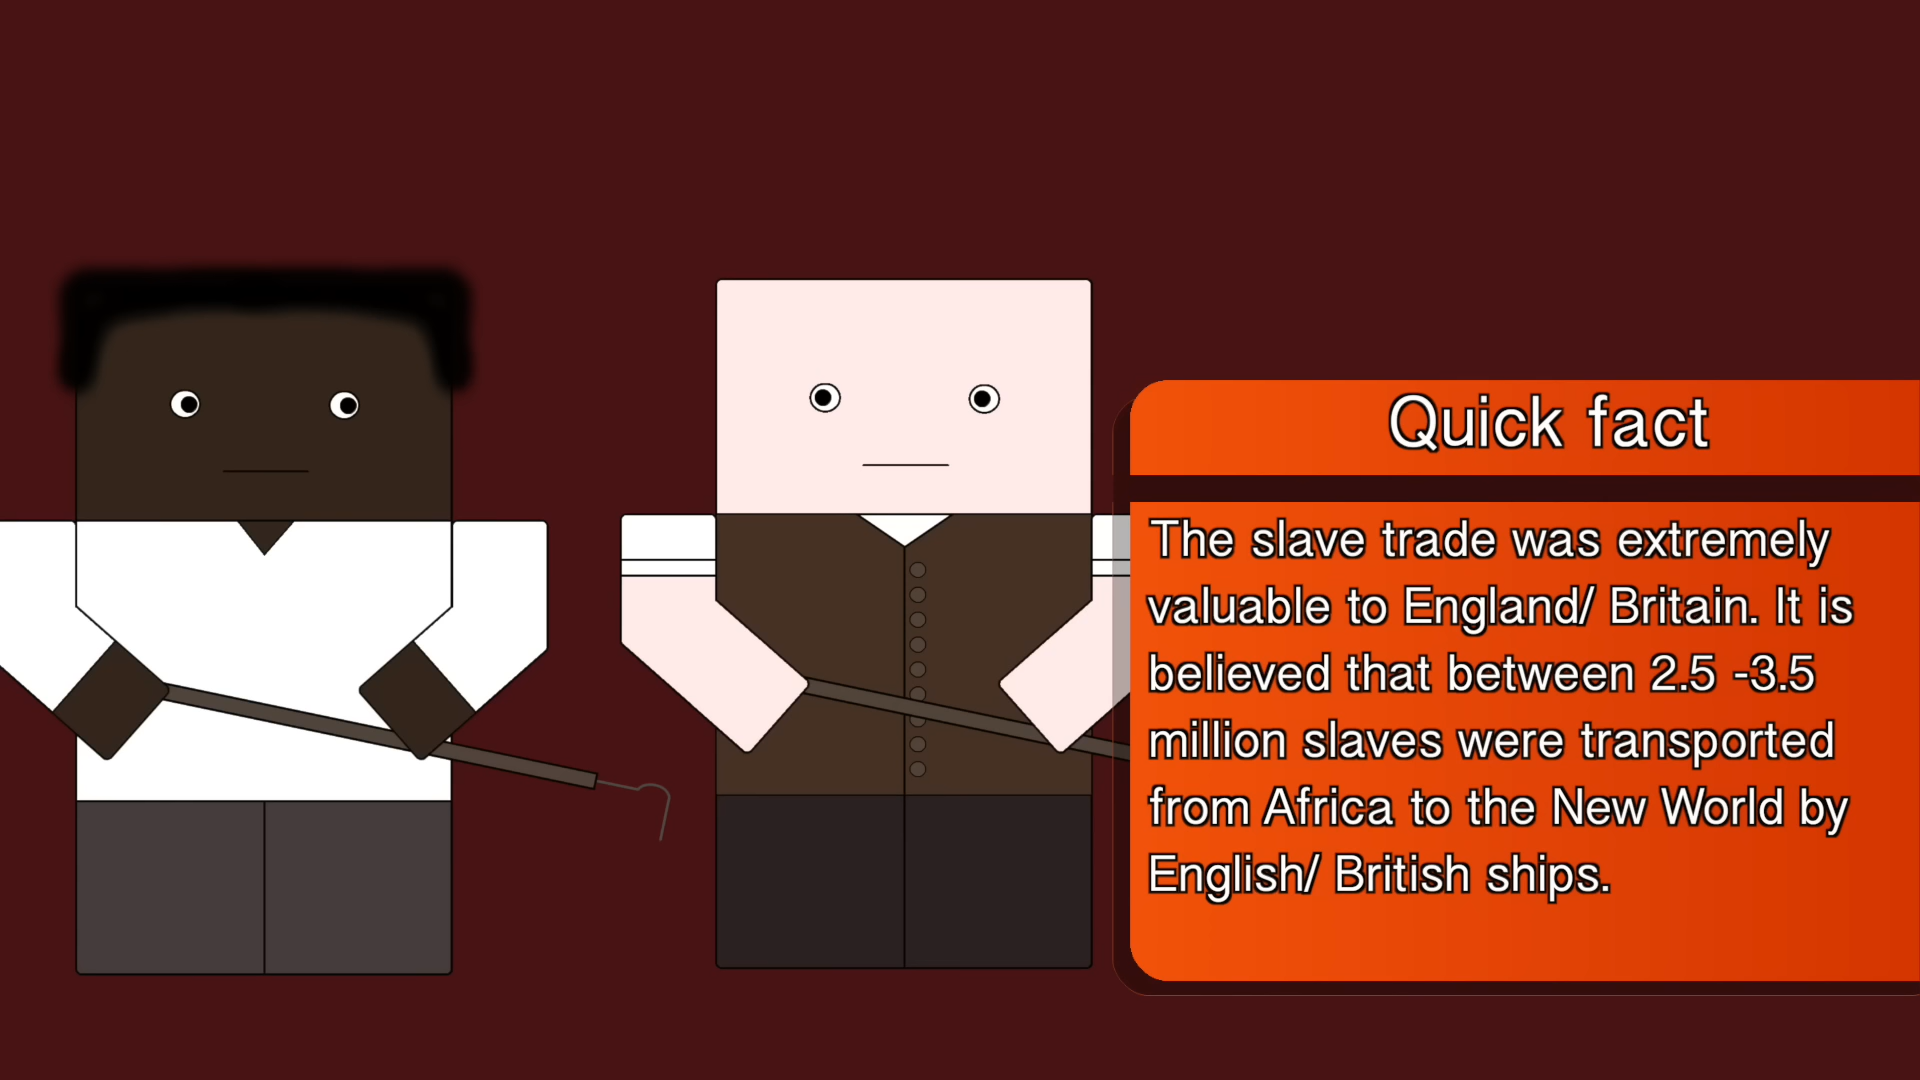 Quick fact
The slave trade was extremely
valuable to England/ Britain. It is
believed that between 2.5 -3.5
million slaves were transported
from Africa to the New World by
English/ British ships.